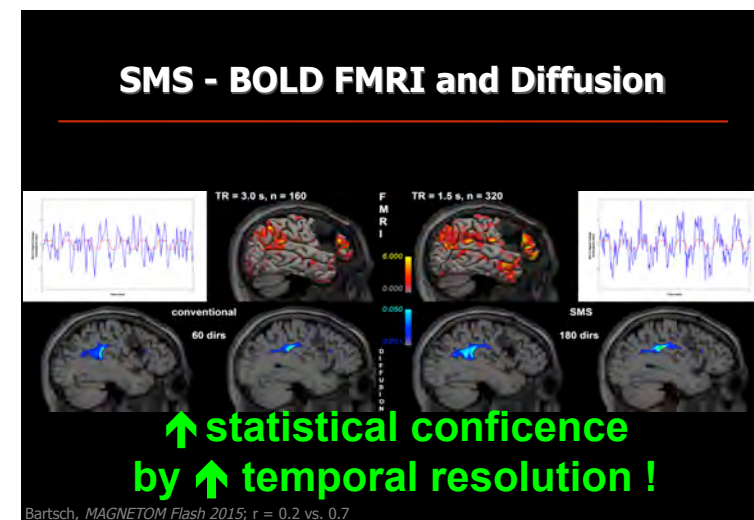 SMS - BOLD FMRI and Diffusion
TR = 3.0 s, n = 160
FMRI
TR = 1.5 s, n = 320
6.000
0.000
conventional
0.050
SMS
60 dirs
DIFFUSION
180 dirs
↑ statistical conficence
by ↑ temporal resolution !
Bartsch, MAGNETOM Flash 2015; r = 0.2 vs. 0.7